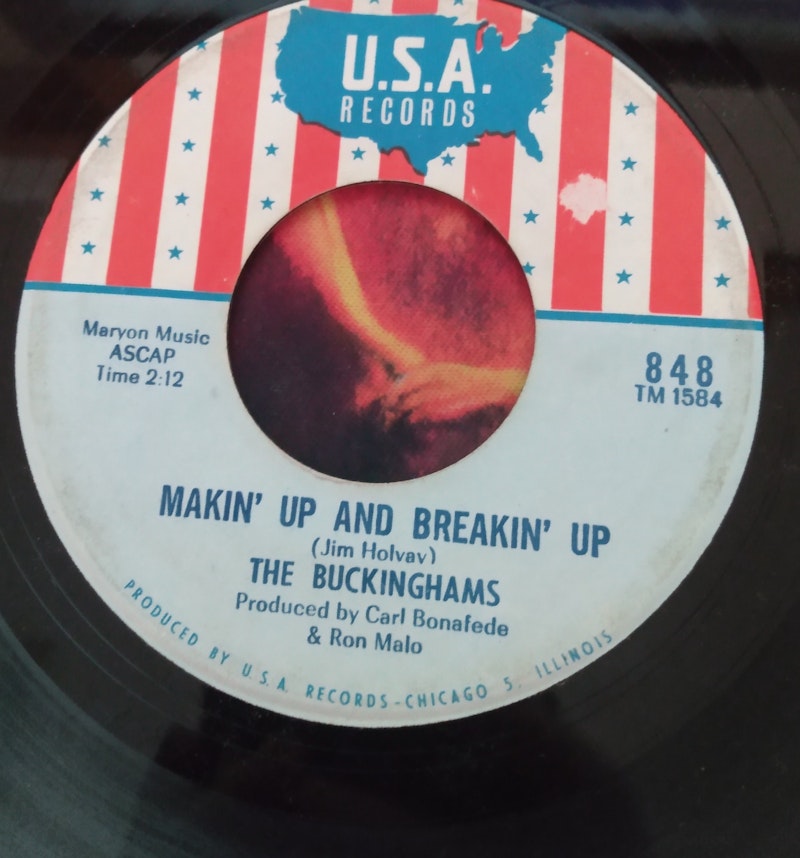 U.S.A.
RECORDS
Maryon Music
ASCAP
Time 2:12
848
TM 1584
MAKIN' UP AND BREAKIN' UP
(Jim Holvay)
THE BUCKINGHAMS
Produced by Carl Bonafede
& Ron Malo
PRODUCED BY U.S.A. RECORDS-CHICAGO 5, ILLINOIS